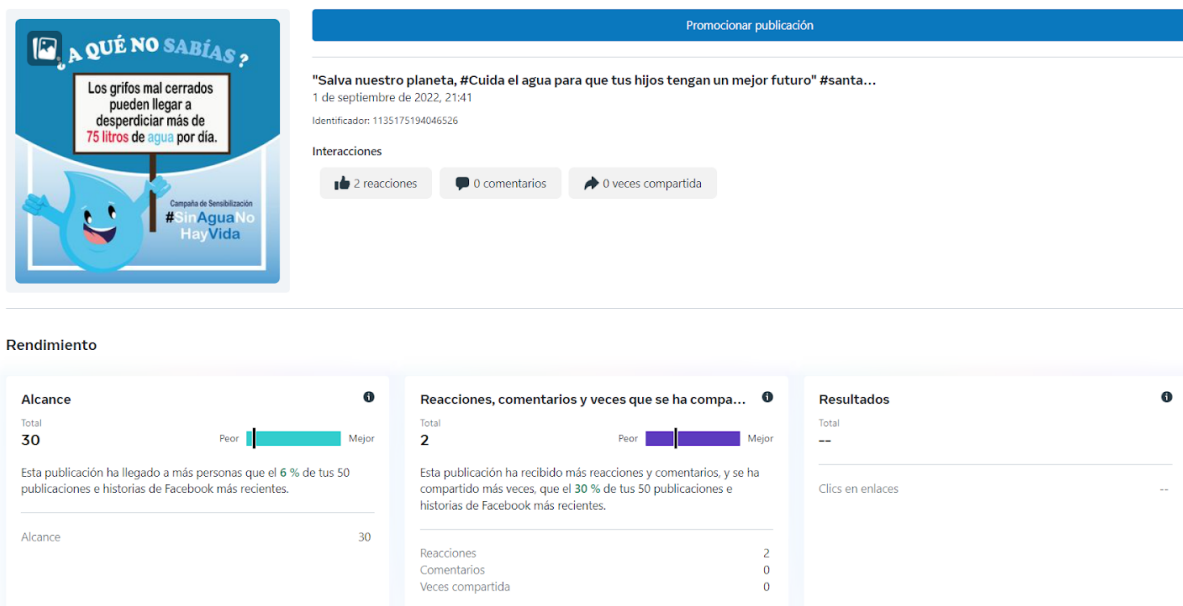 ¿A QUÉ NO SABÍAS?
Los grifos mal cerrados
pueden llegar a
desperdiciar más de
75 litros de agua por día.
Campaña de Sensibilización
#SinAguaNo
HayVida
Promocionar publicación
"Salva nuestro planeta, #Cuida el agua para que tus hijos tengan un mejor futuro" #santa...
1 de septiembre de 2022, 21:41
Identificador: 1135175194046526
Interacciones
2 reacciones
0 comentarios
0 veces compartida
Rendimiento
Alcance
Total
30
Peor
Mejor
Esta publicación ha llegado a más personas que el 6 % de tus 50
publicaciones e historias de Facebook más recientes.
Alcance 30
Reacciones, comentarios y veces que se ha compa...
Total
2
Peor
Mejor
Esta publicación ha recibido más reacciones y comentarios, y se ha
compartido más veces, que el 30 % de tus 50 publicaciones e
historias de Facebook más recientes.
Reacciones 2
Comentarios 0
Veces compartida 0
Resultados
Total
--
Clics en enlaces --